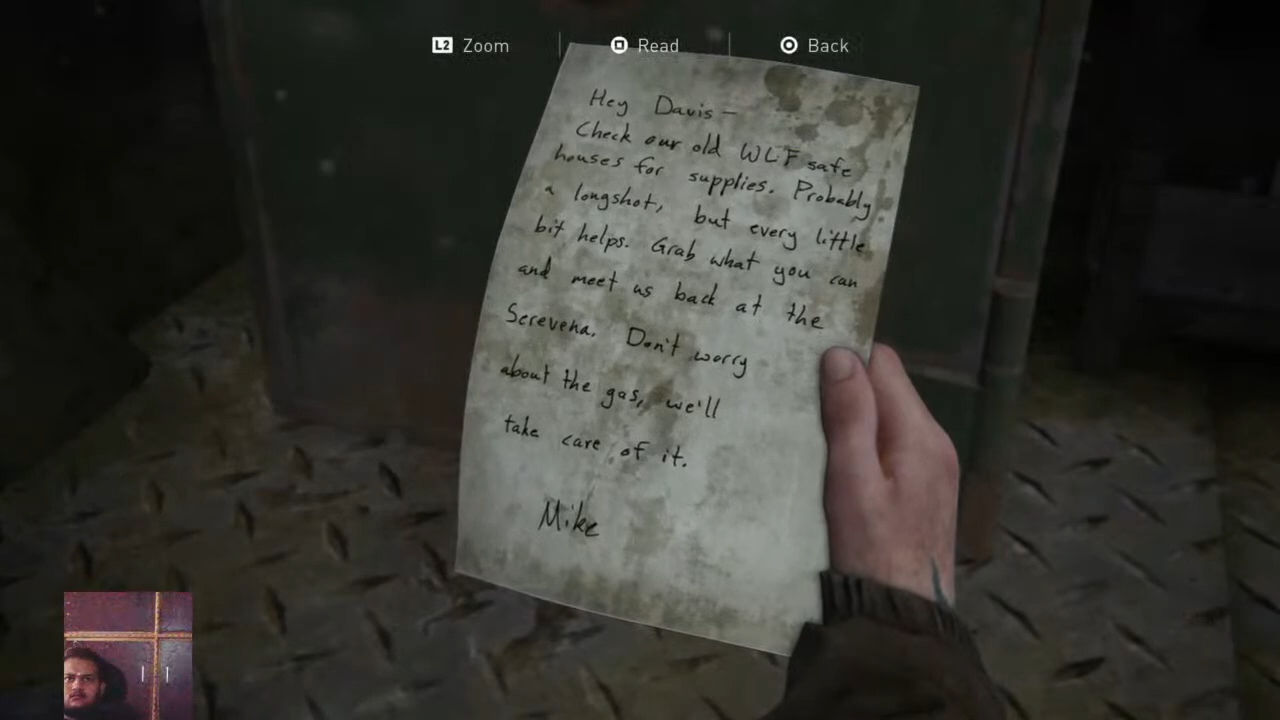 L2 Zoom Read Back
Hey Davis –
Check our old WLF safe
houses for supplies. Probably
a longshot, but every little
bit helps. Grab what you can
and meet us back at the
Serevena. Don't worry
about the gas, we'll
take care of it.
Mike